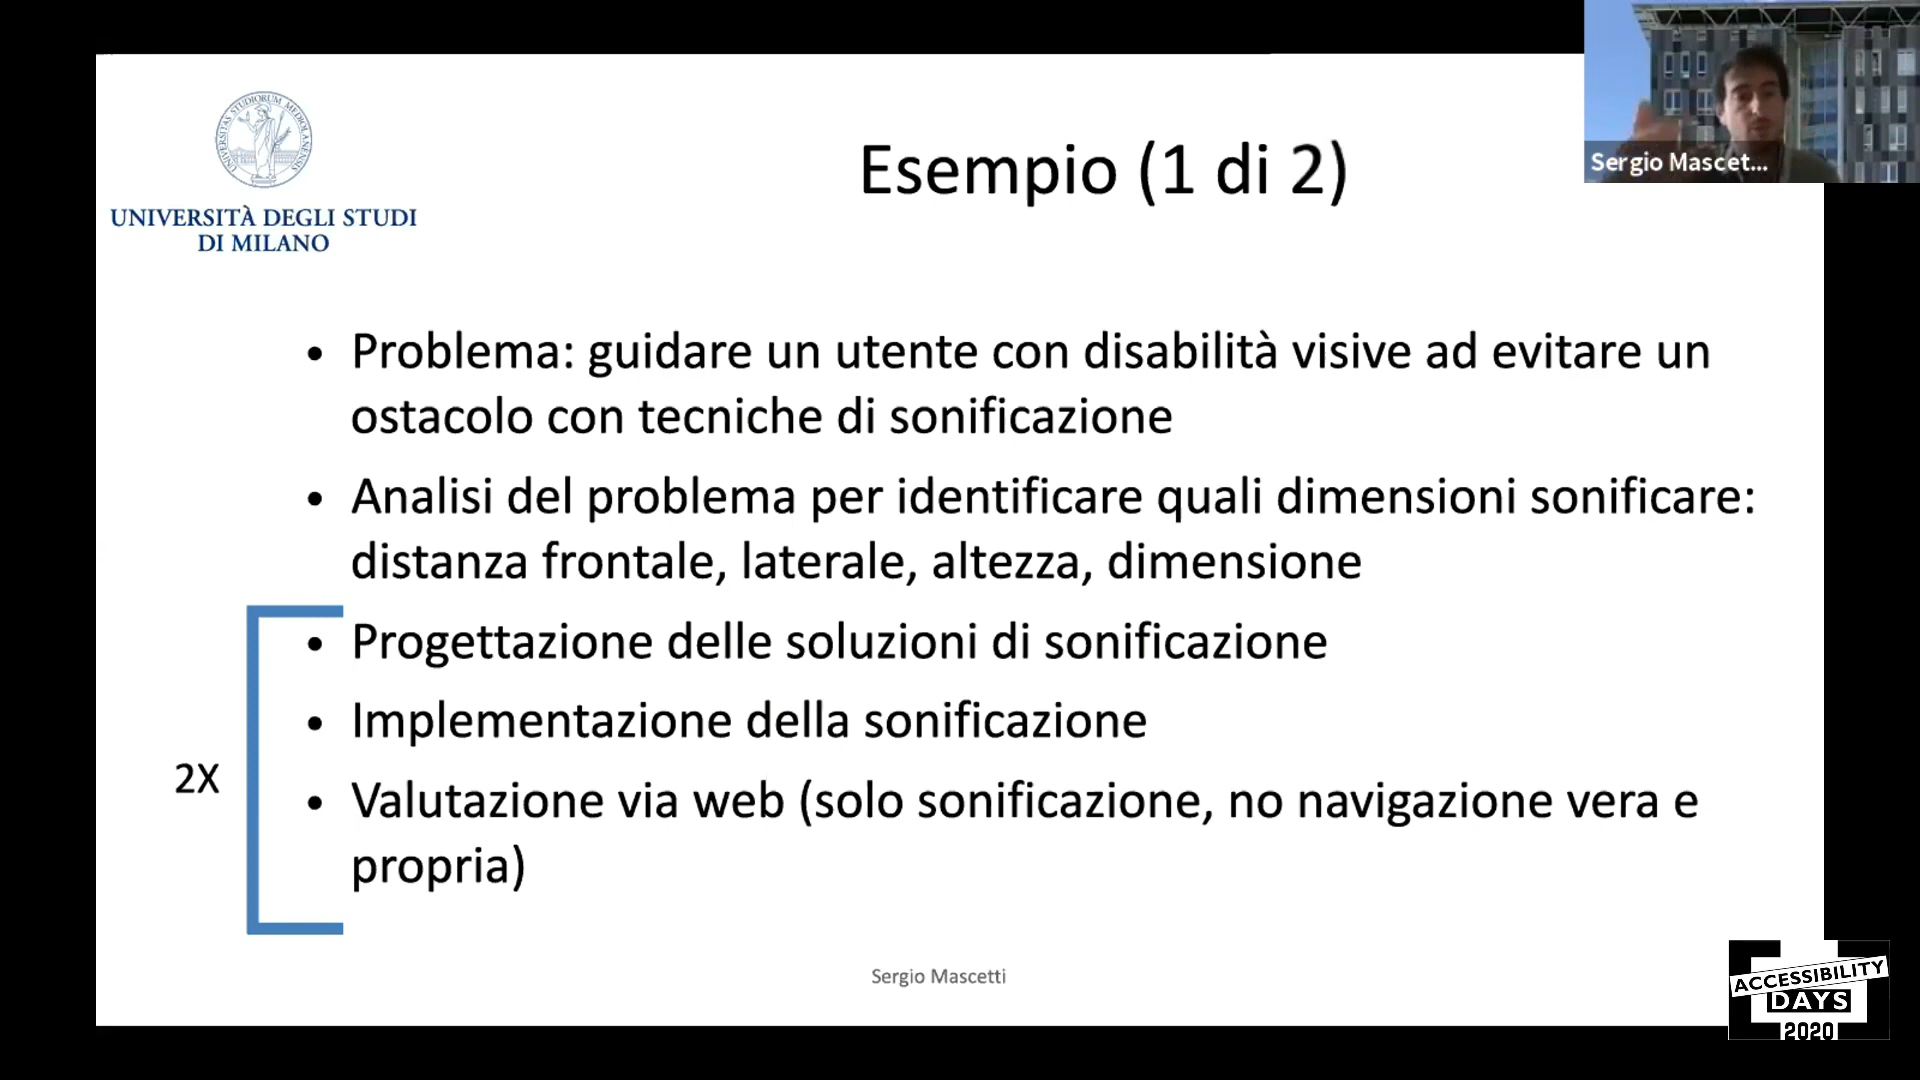 Sergio Mascet...
STUDIORUM MEDIOLANENSIS
UNIVERSITAS
UNIVERSITÀ DEGLI STUDI
DI MILANO
Esempio (1 di 2)
• Problema: guidare un utente con disabilità visive ad evitare un
ostacolo con tecniche di sonificazione
• Analisi del problema per identificare quali dimensioni sonificare:
distanza frontale, laterale, altezza, dimensione
• Progettazione delle soluzioni di sonificazione
• Implementazione della sonificazione
2X
• Valutazione via web (solo sonificazione, no navigazione vera e
propria)
Sergio Mascetti
ACCESSIBILITY
DAYS
2020